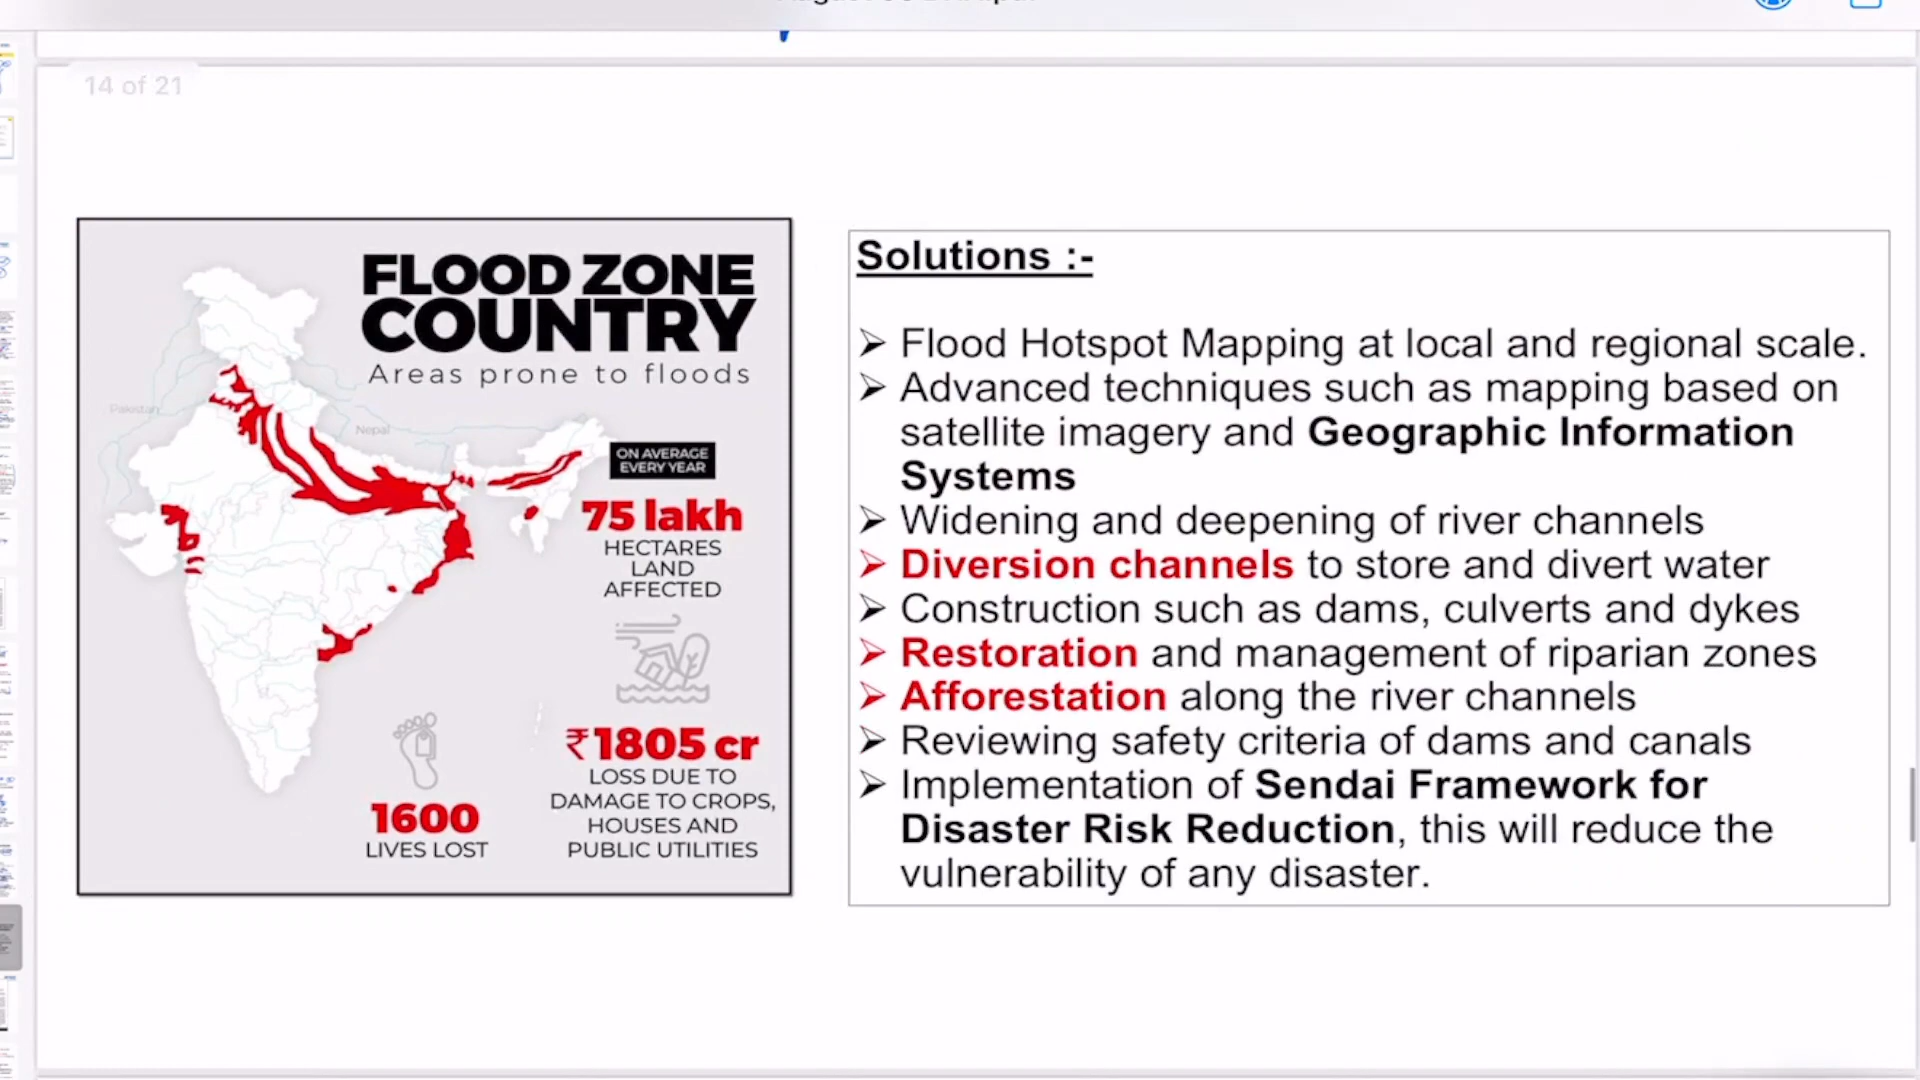 14 of 21
FLOOD ZONE
COUNTRY
Areas prone to floods
Pakistan
Nepal
ON AVERAGE
EVERY YEAR
75 lakh
HECTARES
LAND
AFFECTED
₹1805 cr
LOSS DUE TO
DAMAGE TO CROPS,
HOUSES AND
PUBLIC UTILITIES
1600
LIVES LOST
Solutions :-
➢ Flood Hotspot Mapping at local and regional scale.
➢ Advanced techniques such as mapping based on
satellite imagery and Geographic Information
Systems
➢ Widening and deepening of river channels
➢ Diversion channels to store and divert water
➢ Construction such as dams, culverts and dykes
➢ Restoration and management of riparian zones
➢ Afforestation along the river channels
➢ Reviewing safety criteria of dams and canals
➢ Implementation of Sendai Framework for
Disaster Risk Reduction, this will reduce the
vulnerability of any disaster.